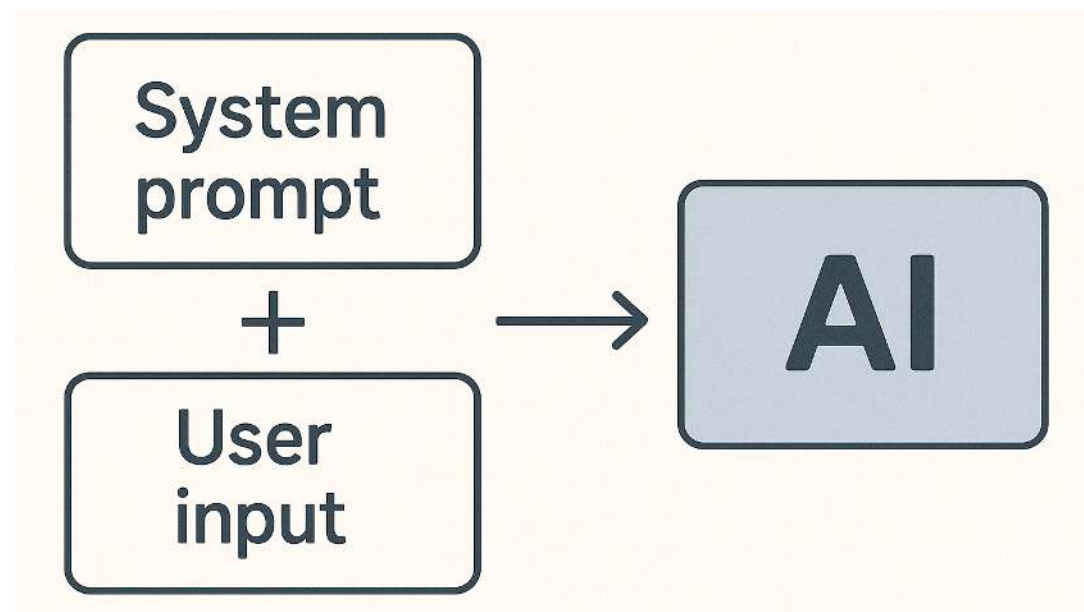 System
prompt
+
User
input
AI